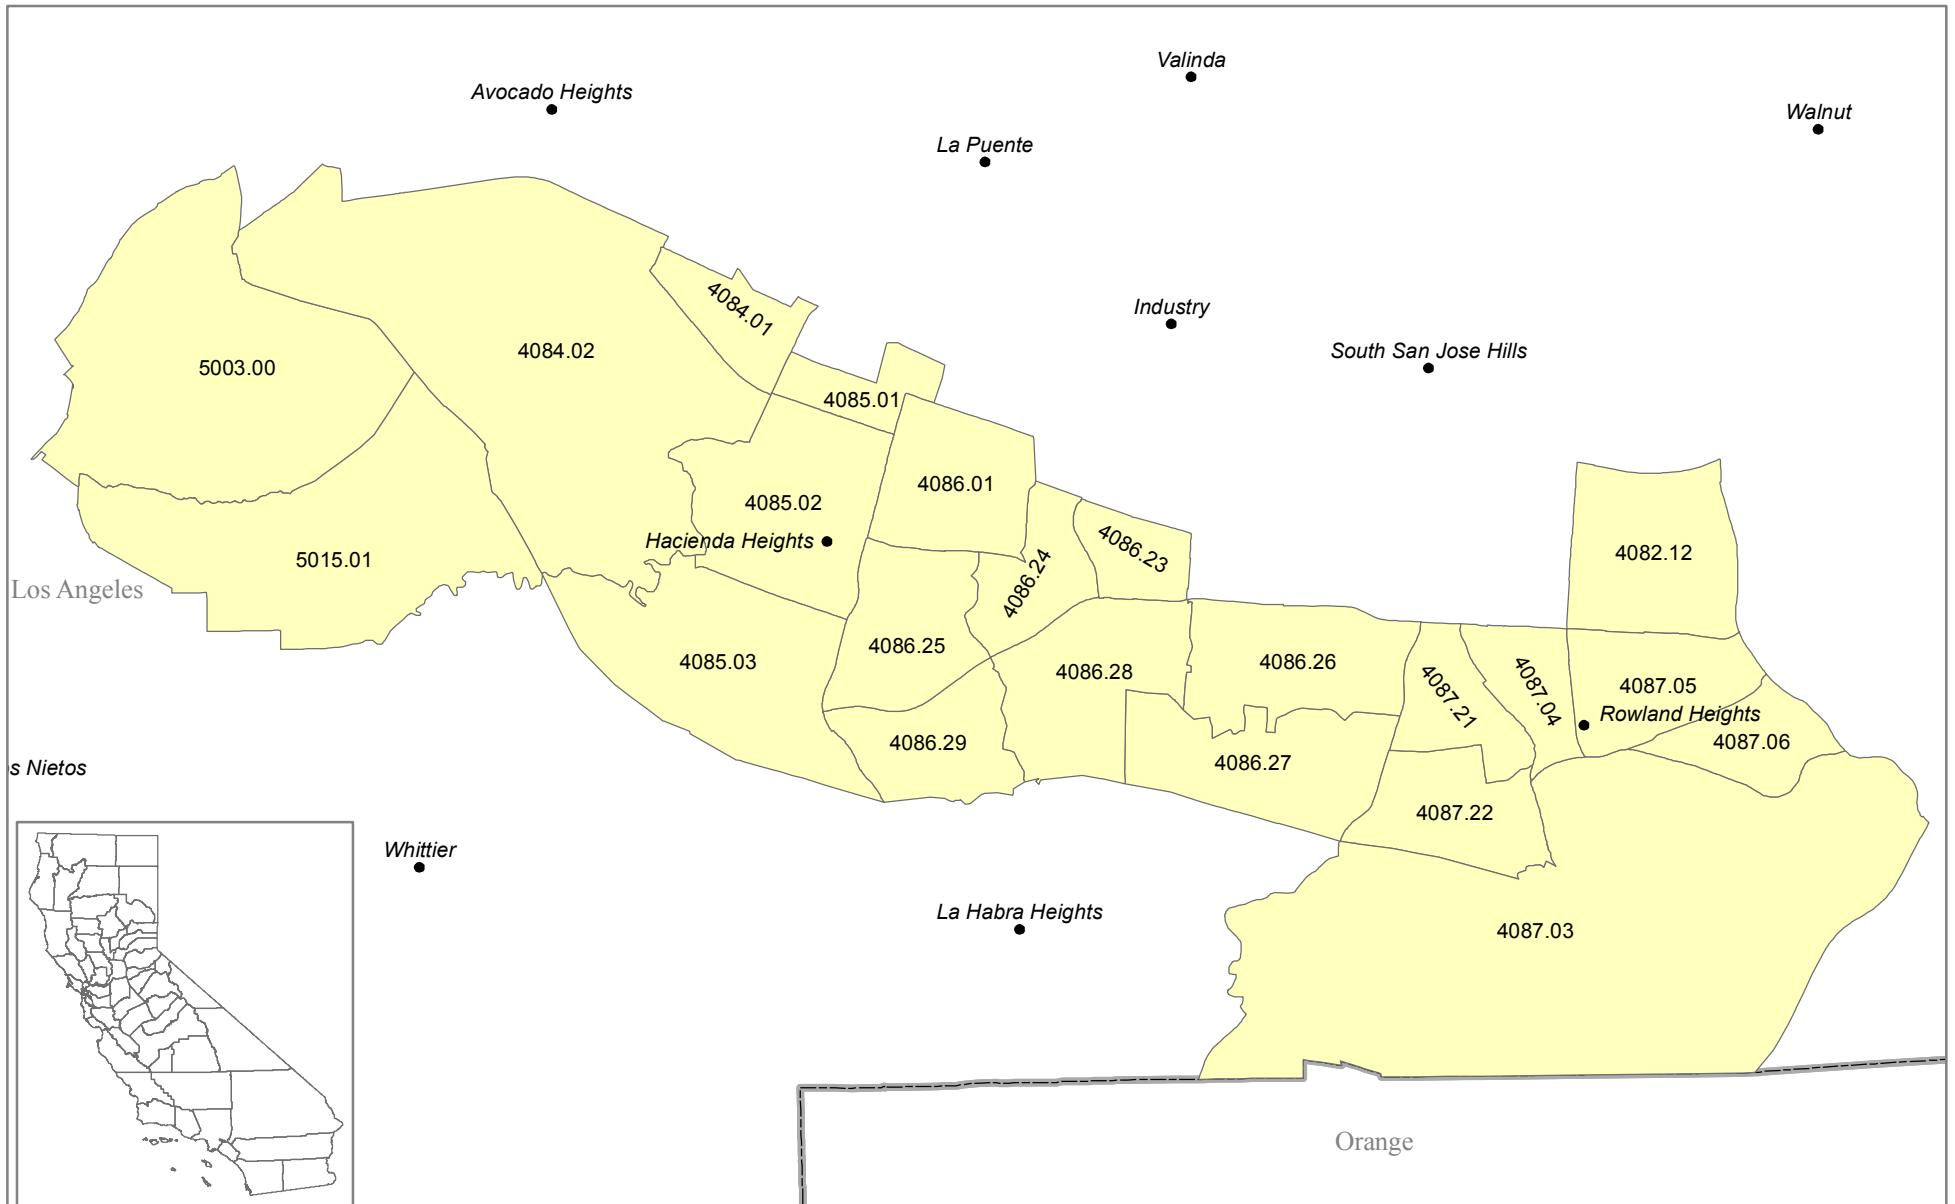 Valinda
Avocado Heights
Walnut
La Puente
4084.01
Industry
4084.02
South San Jose Hills
5003.00
4085.01
4086.01
4085.02
Hacienda Heights
4086.23
4082.12
5015.01
4086.24
Los Angeles
4086.25
4085.03
4086.26
4086.28
4087.05
4087.04
4087.21
Rowland Heights
4086.29
4087.06
4086.27
s Nietos
4087.22
Whittier
La Habra Heights
4087.03
Orange